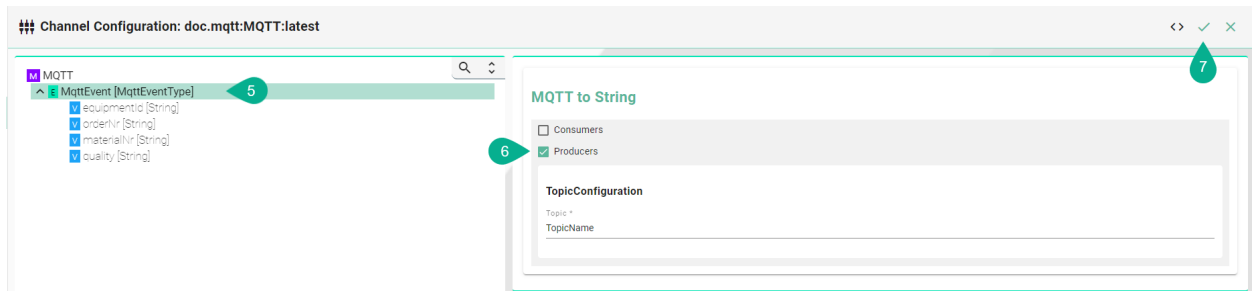 Channel Configuration: doc.mqtt:MQTT:latest
<>
7
M MQTT
E MqttEvent [MqttEventType]
5
V equipmentId [String]
V orderNr [String]
V materialNr [String]
V quality [String]
MQTT to String
Consumers
6
Producers
TopicConfiguration
Topic *
TopicName